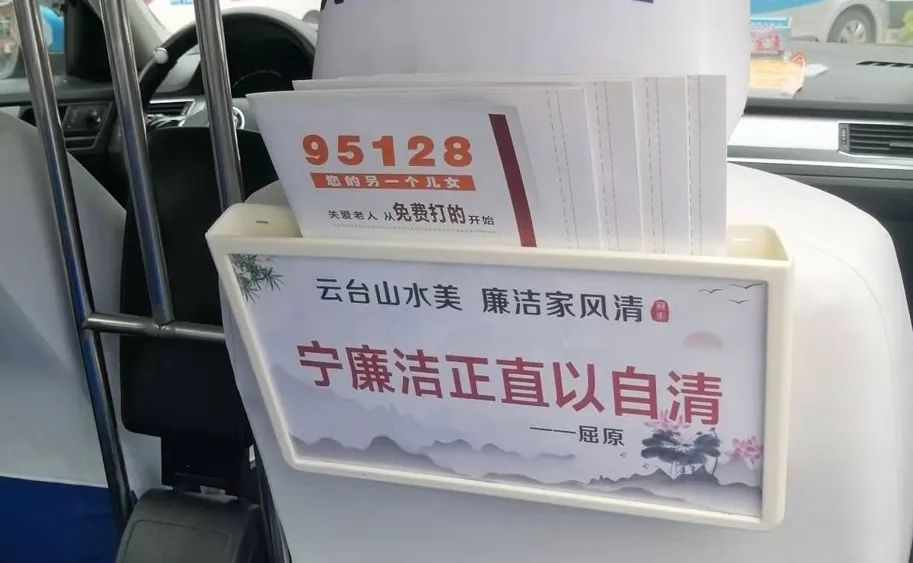 95128
您的另一个儿女
关爱老人 从免费打的开始
云台山水美 廉洁家风清
宁廉洁正直以自清
——屈原